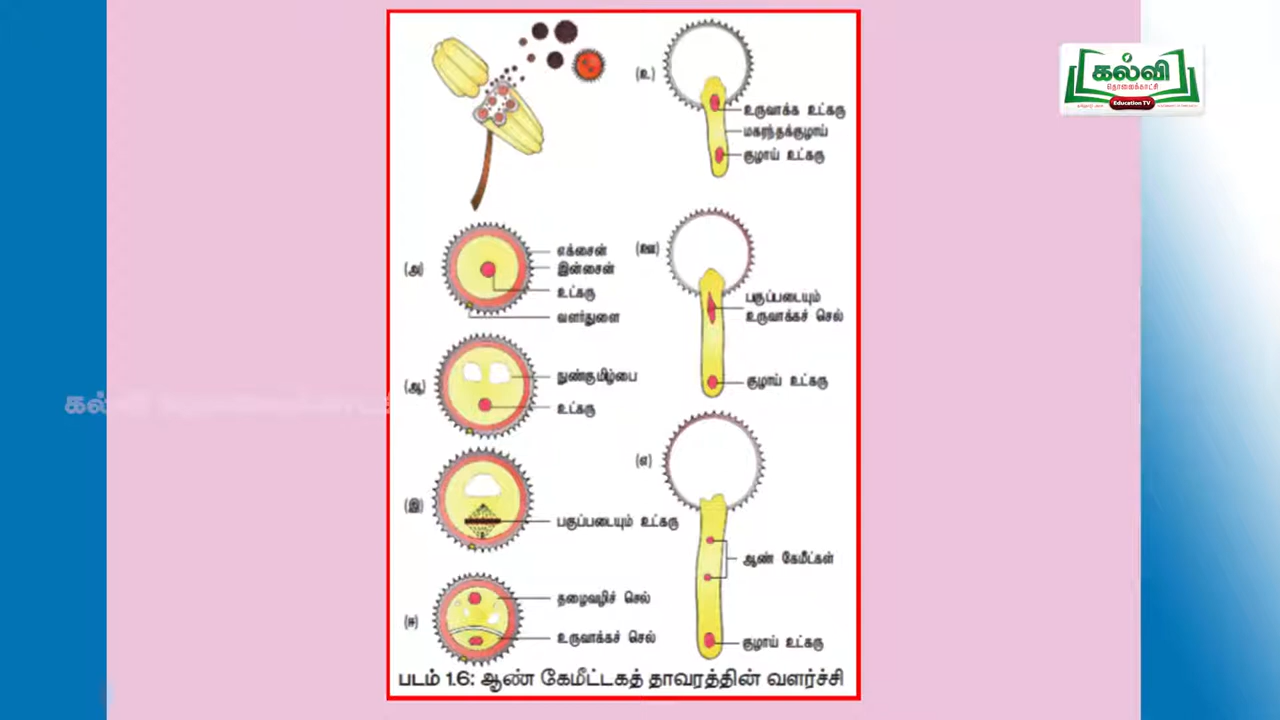 கல்வி
தொலைக்காட்சி
Education TV
(அ)
எக்சைன்
இன்சைன்
உட்கரு
வளர்துளை
(ஆ)
நுண்குமிழ்பை
உட்கரு
(இ)
பகுப்படையும் உட்கரு
(ஈ)
தழைவழிச் செல்
உருவாக்கச் செல்
(உ)
உருவாக்க உட்கரு
மகரந்தக்குழாய்
குழாய் உட்கரு
(ஊ)
பகுப்படையும்
உருவாக்கச் செல்
குழாய் உட்கரு
(எ)
ஆண் கேமீட்கள்
குழாய் உட்கரு
படம் 1.6: ஆண் கேமீட்டகத் தாவரத்தின் வளர்ச்சி
கல்வி